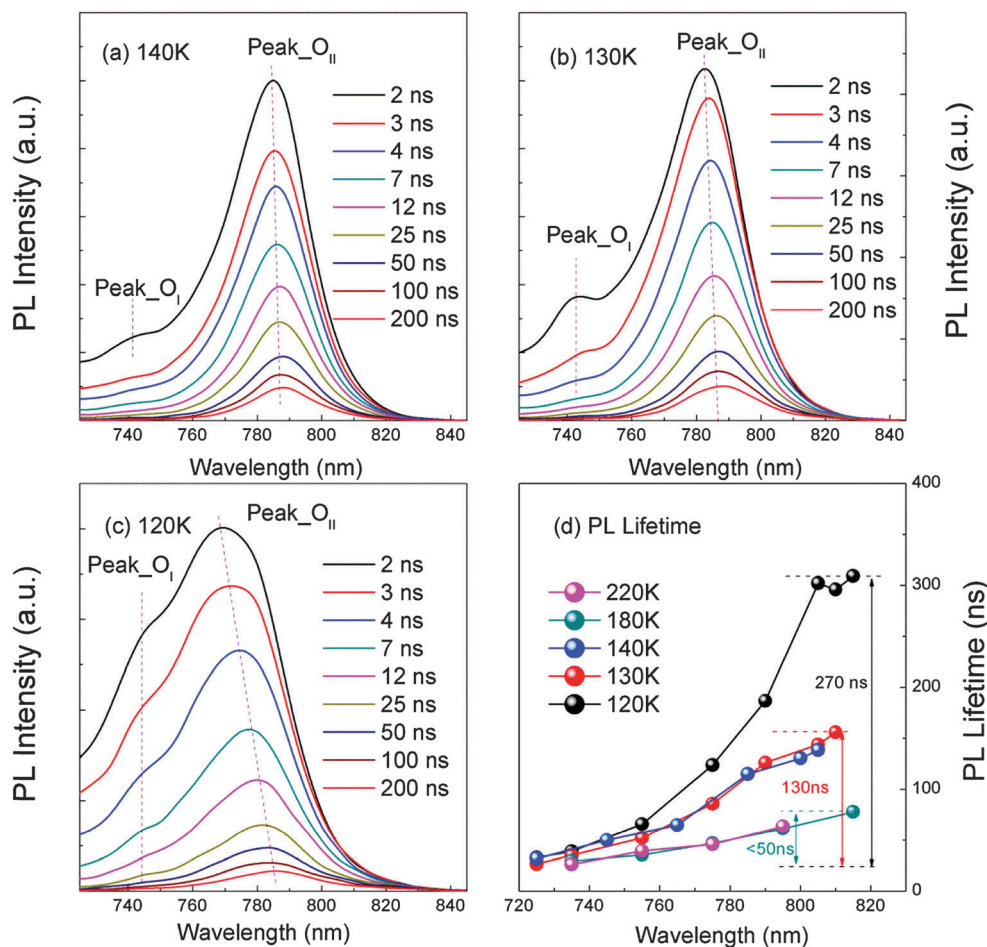 (a) 140K
Peak_O_II
2 ns
3 ns
4 ns
7 ns
12 ns
25 ns
50 ns
100 ns
200 ns
Peak_O_I
PL Intensity (a.u.)
740 760 780 800 820 840
Wavelength (nm)
(b) 130K
Peak_O_II
2 ns
3 ns
4 ns
7 ns
12 ns
25 ns
50 ns
100 ns
200 ns
Peak_O_I
PL Intensity (a.u.)
740 760 780 800 820 840
Wavelength (nm)
(c) 120K
Peak_O_II
Peak_O_I
2 ns
3 ns
4 ns
7 ns
12 ns
25 ns
50 ns
100 ns
200 ns
PL Intensity (a.u.)
740 760 780 800 820 840
Wavelength (nm)
(d) PL Lifetime
220K
180K
140K
130K
120K
270 ns
130ns
<50ns
400
300
200
100
0
PL Lifetime (ns)
720 740 760 780 800 820
Wavelength (nm)